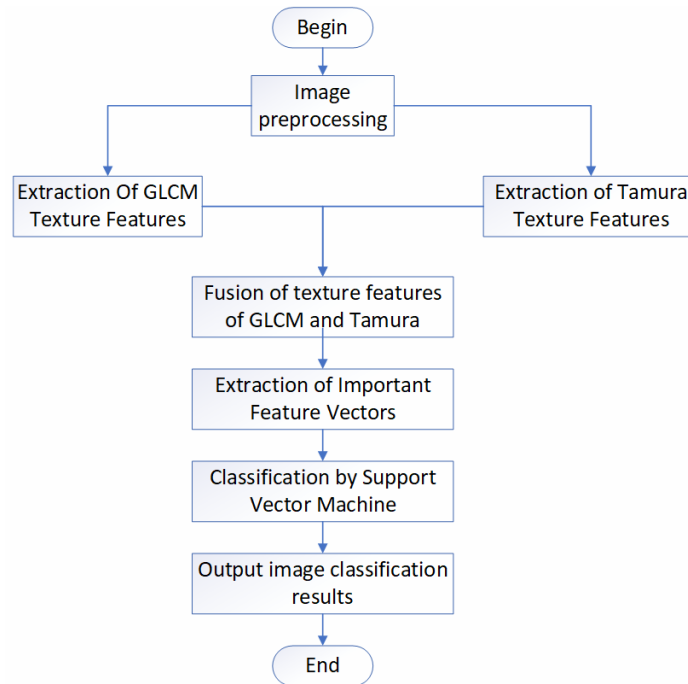 Begin
Image
preprocessing
Extraction Of GLCM
Texture Features
Extraction of Tamura
Texture Features
Fusion of texture features
of GLCM and Tamura
Extraction of Important
Feature Vectors
Classification by Support
Vector Machine
Output image classification
results
End